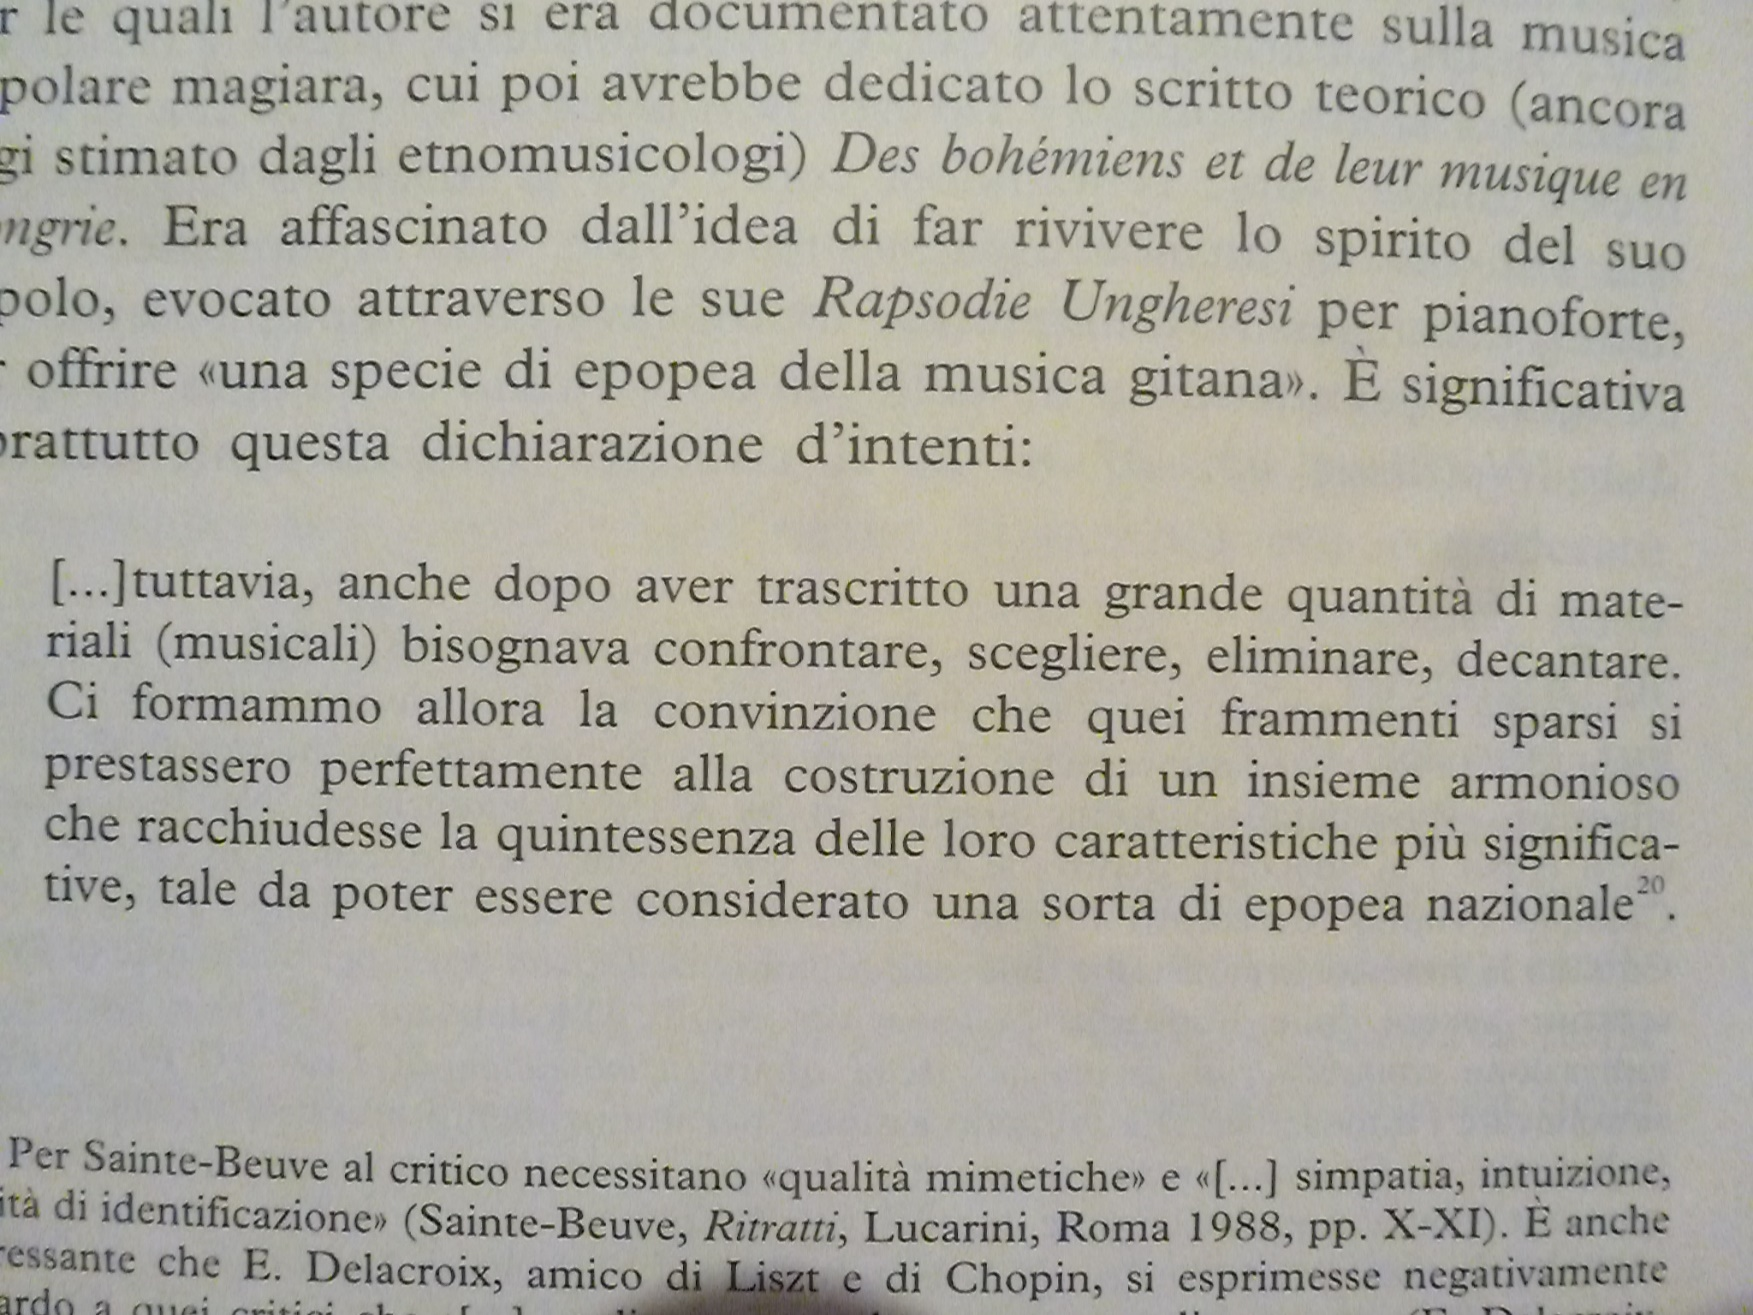 r le quali l'autore si era documentato attentamente sulla musica
polare magiara, cui poi avrebbe dedicato lo scritto teorico (ancora
gi stimato dagli etnomusicologi) Des bohémiens et de leur musique en
ngrie. Era affascinato dall'idea di far rivivere lo spirito del suo
polo, evocato attraverso le sue Rapsodie Ungheresi per pianoforte,
offrire «una specie di epopea della musica gitana». È significativa
prattutto questa dichiarazione d'intenti:
[...]tuttavia, anche dopo aver trascritto una grande quantità di mate-
riali (musicali) bisognava confrontare, scegliere, eliminare, decantare.
Ci formammo allora la convinzione che quei frammenti sparsi si
prestassero perfettamente alla costruzione di un insieme armonioso
che racchiudesse la quintessenza delle loro caratteristiche più significa-
tive, tale da poter essere considerato una sorta di epopea nazionale20.
Per Sainte-Beuve al critico necessitano «qualità mimetiche» e «[...] simpatia, intuizione,
ità di identificazione» (Sainte-Beuve, Ritratti, Lucarini, Roma 1988, pp. X-XI). È anche
ressante che E. Delacroix, amico di Liszt e di Chopin, si esprimesse negativamente
ardo a quei critici che